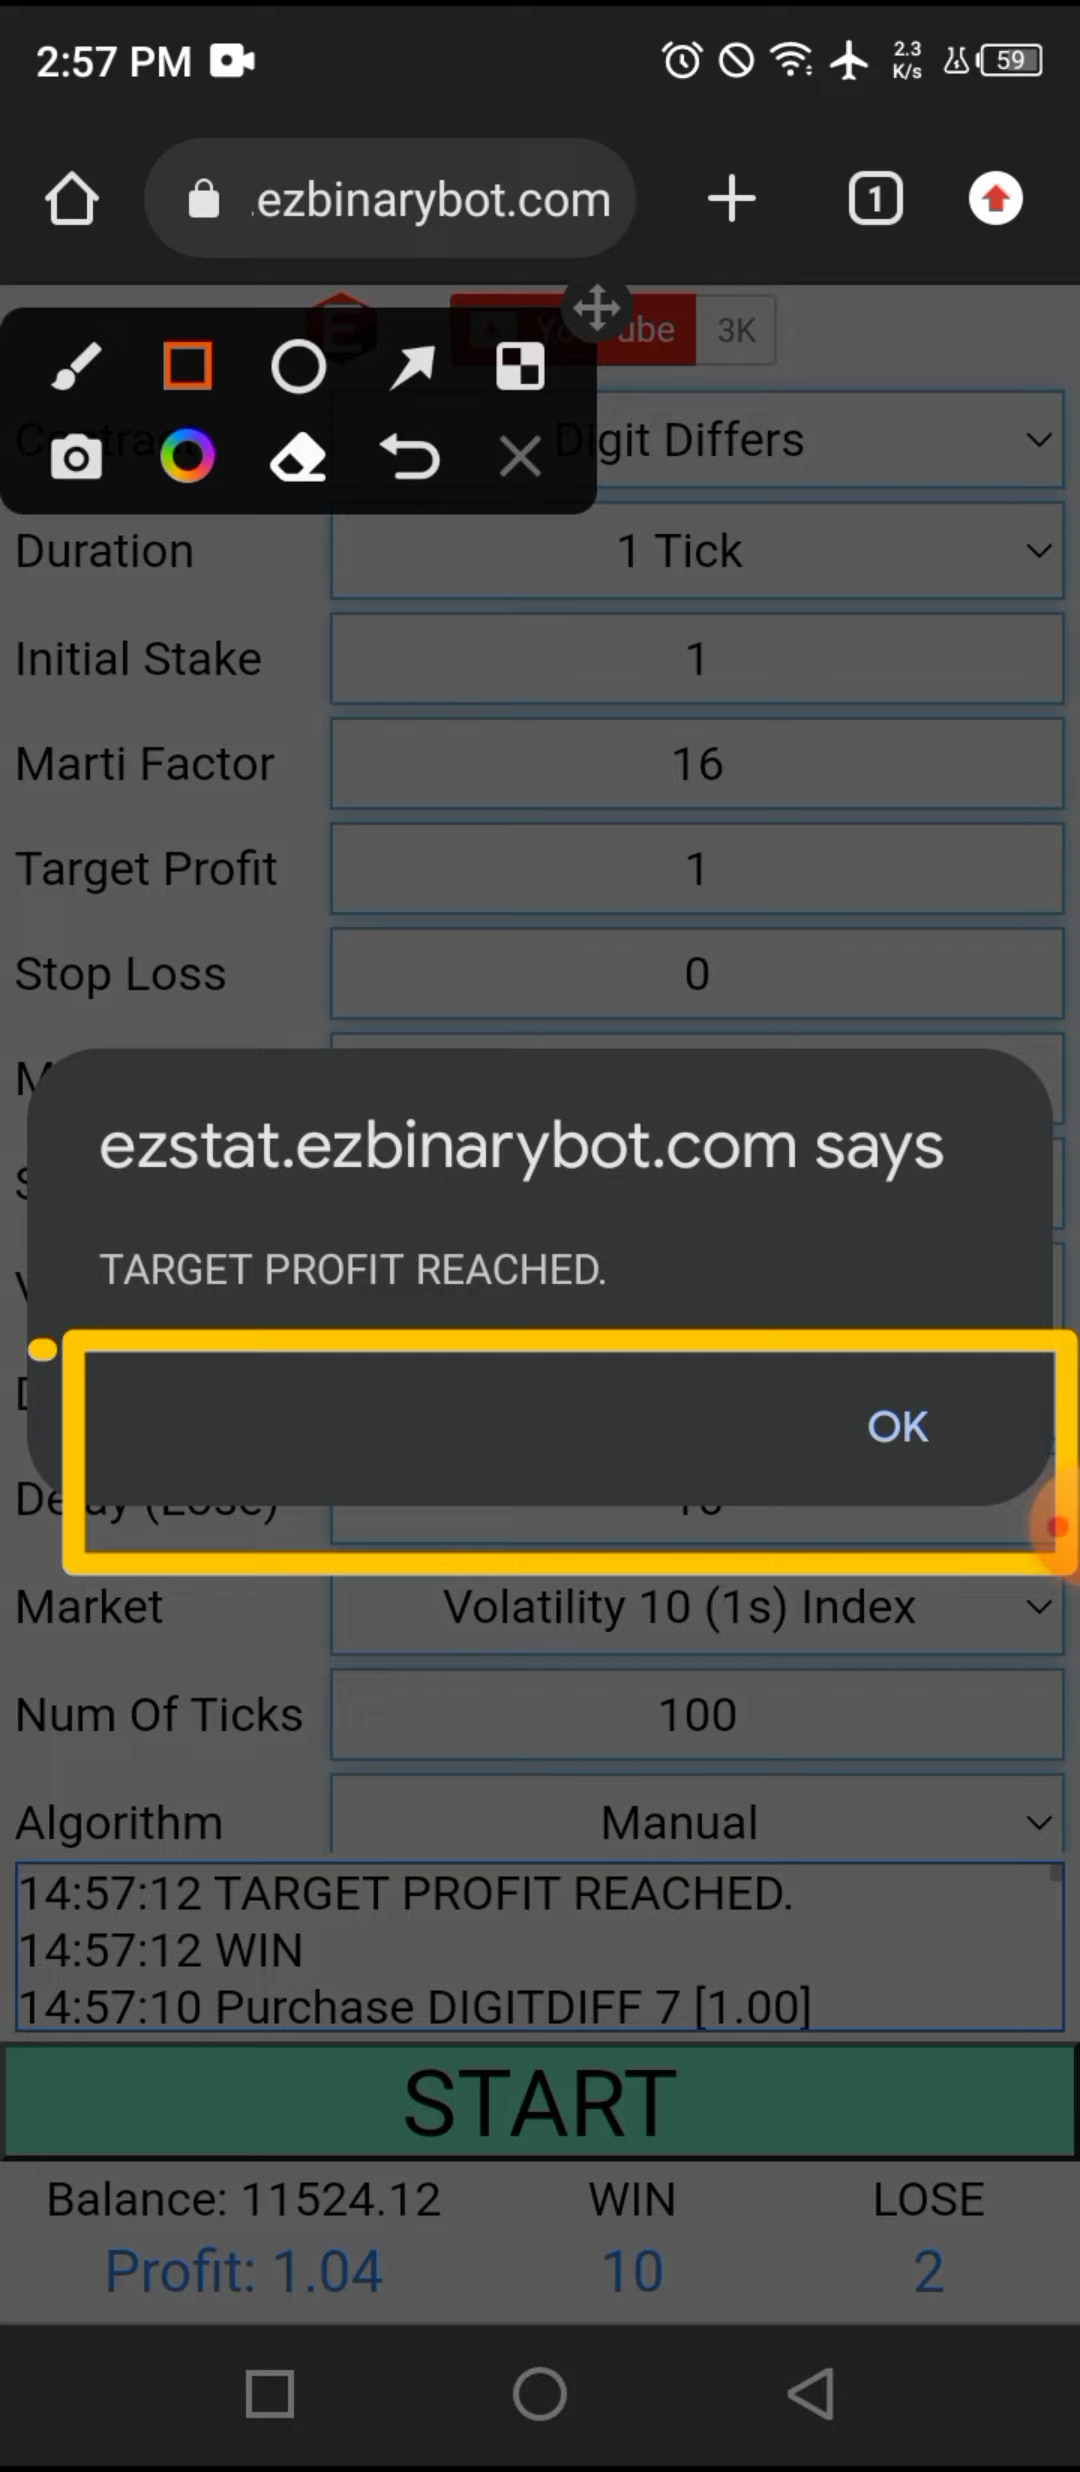 2:57 PM
2.3
K/s
59
.ezbinarybot.com
1
3K
Digit Differs
Duration
1 Tick
Initial Stake
1
Marti Factor
16
Target Profit
1
Stop Loss
0
ezstat.ezbinarybot.com says
TARGET PROFIT REACHED.
OK
Market
Volatility 10 (1s) Index
Num Of Ticks
100
Algorithm
Manual
14:57:12 TARGET PROFIT REACHED.
14:57:12 WIN
14:57:10 Purchase DIGITDIFF 7 [1.00]
START
Balance: 11524.12
WIN
LOSE
Profit: 1.04
10
2